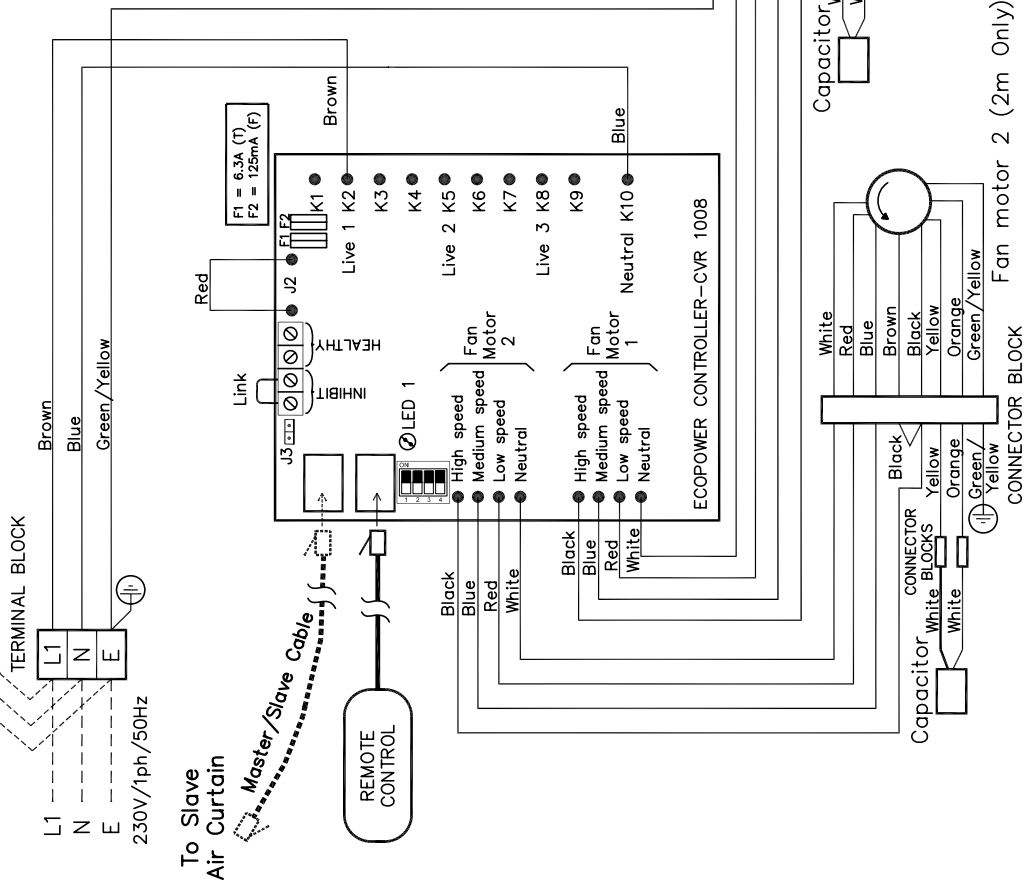 TERMINAL BLOCK
L1
N
E
L1
N
E
230V/1ph/50Hz
Brown
Blue
Green/Yellow
Brown
Blue
F1 = 6.3A (T)
F2 = 125mA (F)
F1
F2
Red
J2
HEALTHY
INHIBIT
Link
J3
LED 1
ON
1 2 3 4
K1
Live 1 K2
K3
K4
Live 2 K5
K6
K7
Live 3 K8
K9
Neutral K10
Fan
Motor
2
High speed
Medium speed
Low speed
Neutral
Fan
Motor
1
High speed
Medium speed
Low speed
Neutral
ECOPOWER CONTROLLER-CVR 1008
Black
Blue
Red
White
Black
Blue
Red
White
To Slave
Air Curtain
Master/Slave Cable
REMOTE
CONTROL
Capacitor
W
W
Fan motor 2 (2m Only)
White
Red
Blue
Brown
Black
Yellow
Orange
Green/Yellow
CONNECTOR BLOCK
Black
Yellow
Orange
Green/
Yellow
CONNECTOR
BLOCKS
White
White
Capacitor